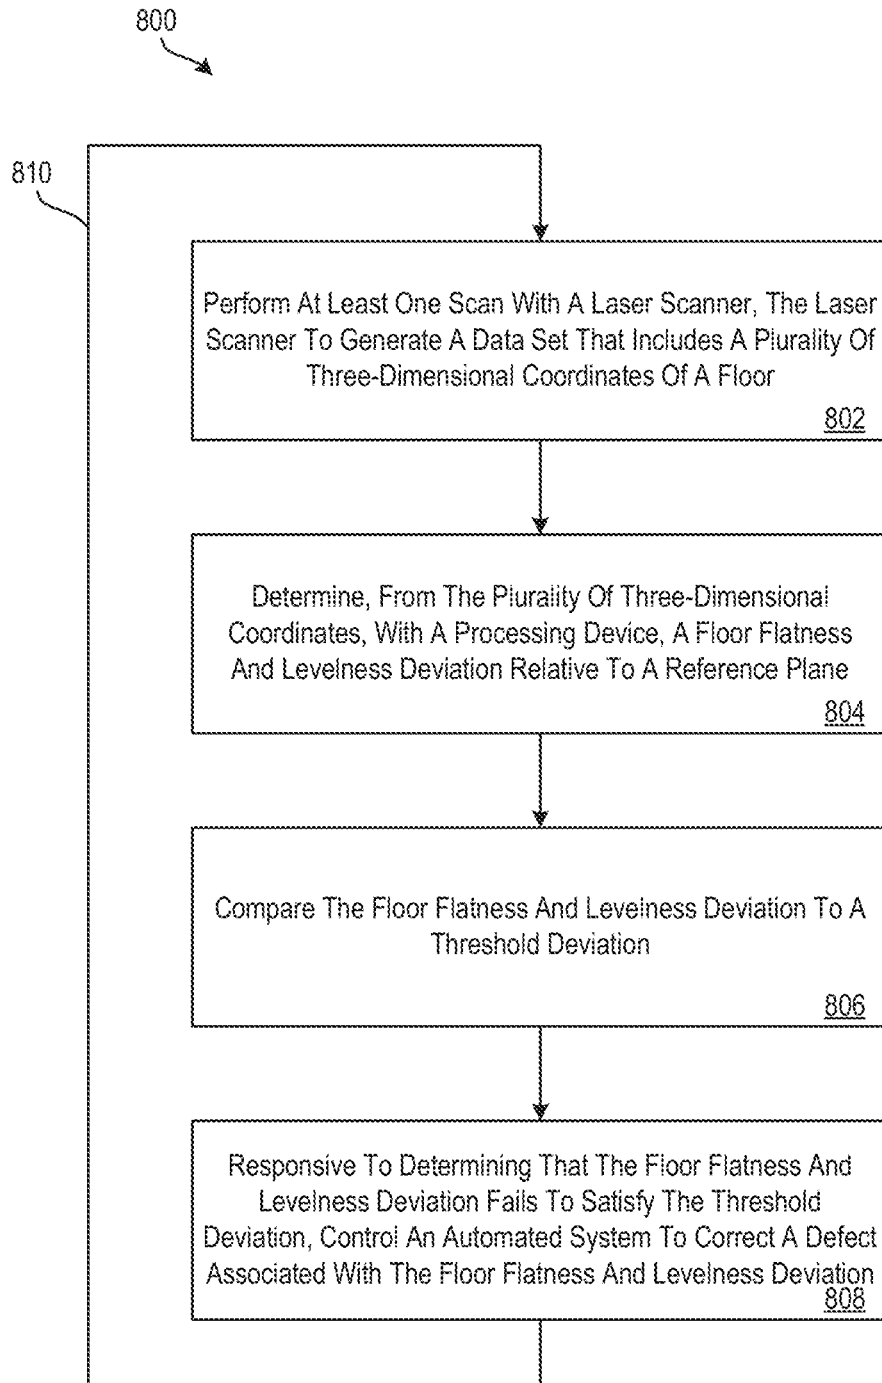 800
810
Perform At Least One Scan With A Laser Scanner, The Laser
Scanner To Generate A Data Set That Includes A Plurality Of
Three-Dimensional Coordinates Of A Floor
802
Determine, From The Plurality Of Three-Dimensional
Coordinates, With A Processing Device, A Floor Flatness
And Levelness Deviation Relative To A Reference Plane
804
Compare The Floor Flatness And Levelness Deviation To A
Threshold Deviation
806
Responsive To Determining That The Floor Flatness And
Levelness Deviation Fails To Satisfy The Threshold
Deviation, Control An Automated System To Correct A Defect
Associated With The Floor Flatness And Levelness Deviation
808